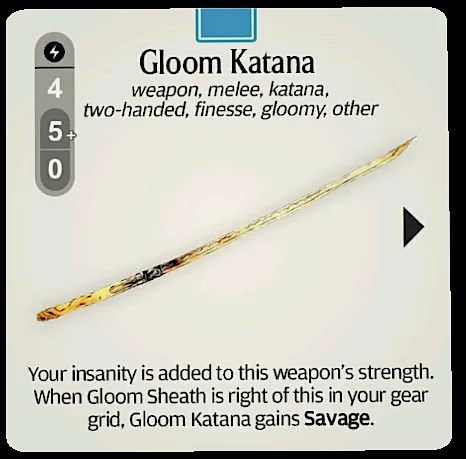 Gloom Katana
weapon, melee, katana,
two-handed, finesse, gloomy, other
4
5+
0
Your insanity is added to this weapon's strength.
When Gloom Sheath is right of this in your gear
grid, Gloom Katana gains Savage.